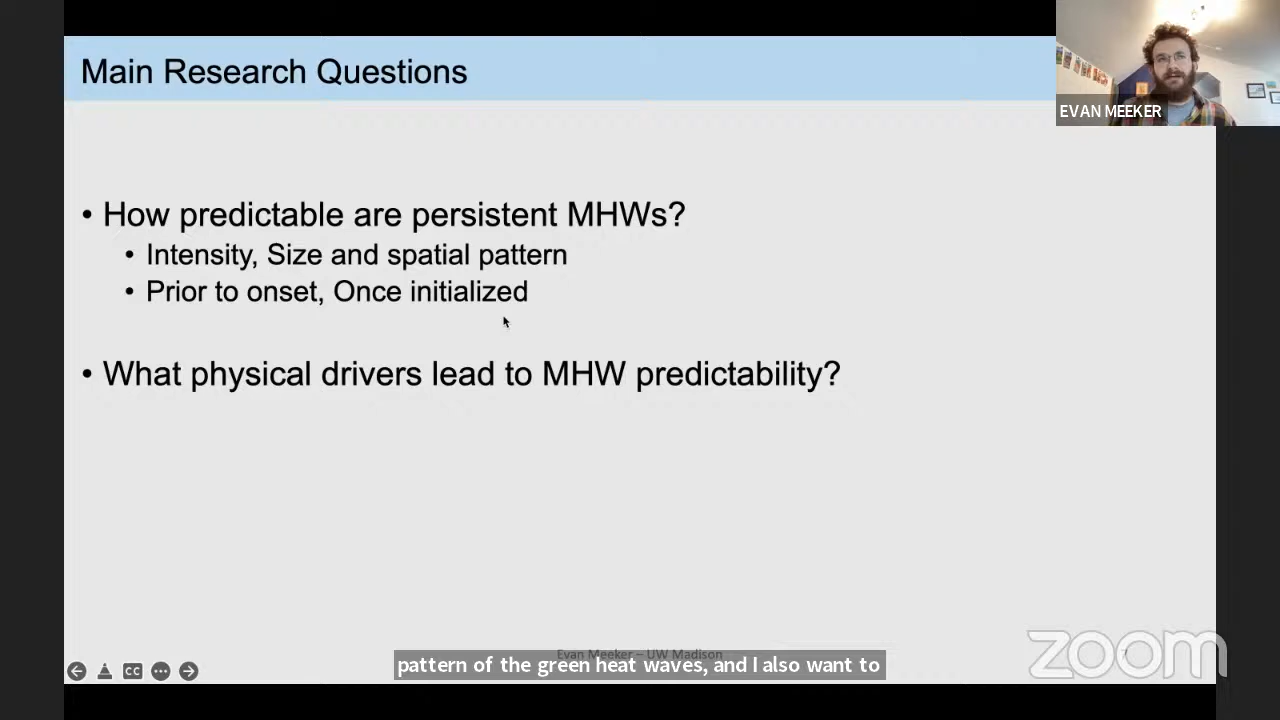 Main Research Questions
EVAN MEEKER
• How predictable are persistent MHWs?
• Intensity, Size and spatial pattern
• Prior to onset, Once initialized
• What physical drivers lead to MHW predictability?
Evan Meeker – UW Madison
pattern of the green heat waves, and I also want to
CC
zoom
7